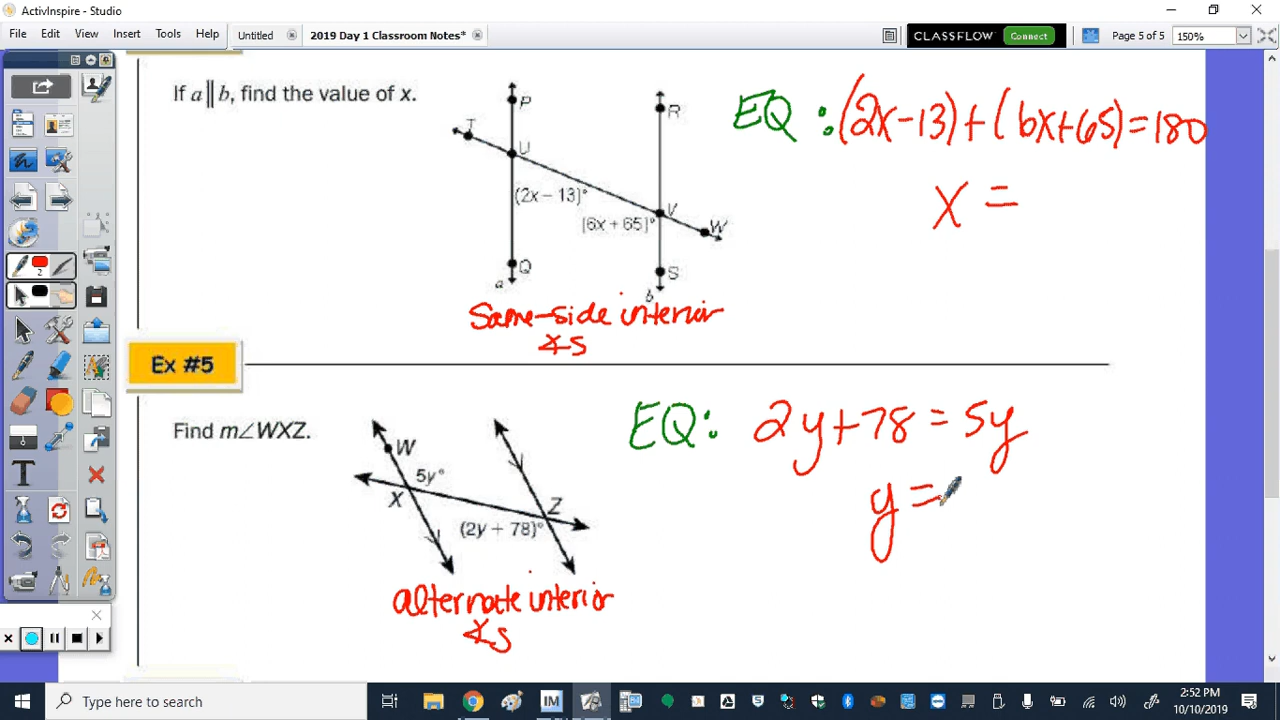 ActivInspire - Studio
File Edit View Insert Tools Help Untitled 2019 Day 1 Classroom Notes* CLASSFLOW Connect Page 5 of 5 150%
If a∥b, find the value of x.
P
R
T
U
(2x – 13)°
V
(6x + 65)°
W
Q
S
a
b
EQ : (2x-13)+(6x+65)=180
x =
Same-side interior
∡s
Ex #5
Find m∠WXZ.
W
5y°
X
Z
(2y + 78)°
EQ: 2y+78 = 5y
y =
alternate interior
∡s
2
T
Type here to search
IM
2:52 PM
10/10/2019